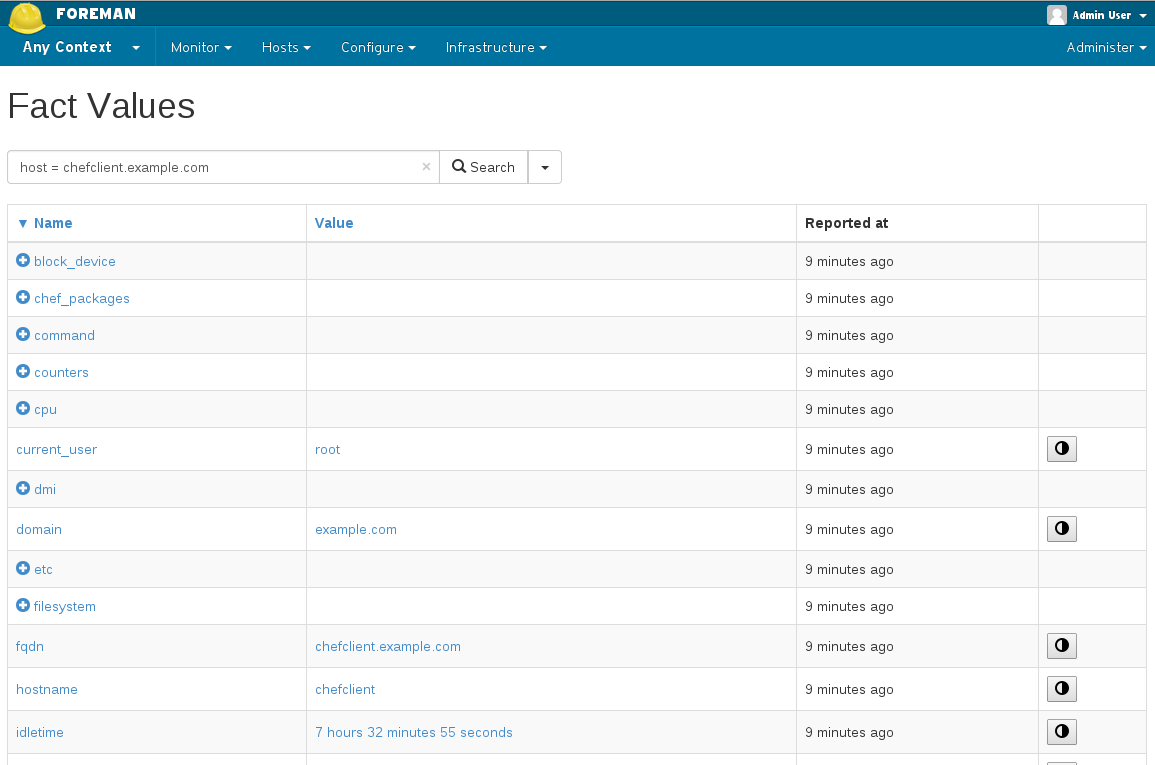 FOREMAN
Admin User
Any Context Monitor Hosts Configure Infrastructure Administer
Fact Values
host = chefclient.example.com × Search
▼ Name Value Reported at
block_device 9 minutes ago
chef_packages 9 minutes ago
command 9 minutes ago
counters 9 minutes ago
cpu 9 minutes ago
current_user root 9 minutes ago
dmi 9 minutes ago
domain example.com 9 minutes ago
etc 9 minutes ago
filesystem 9 minutes ago
fqdn chefclient.example.com 9 minutes ago
hostname chefclient 9 minutes ago
idletime 7 hours 32 minutes 55 seconds 9 minutes ago